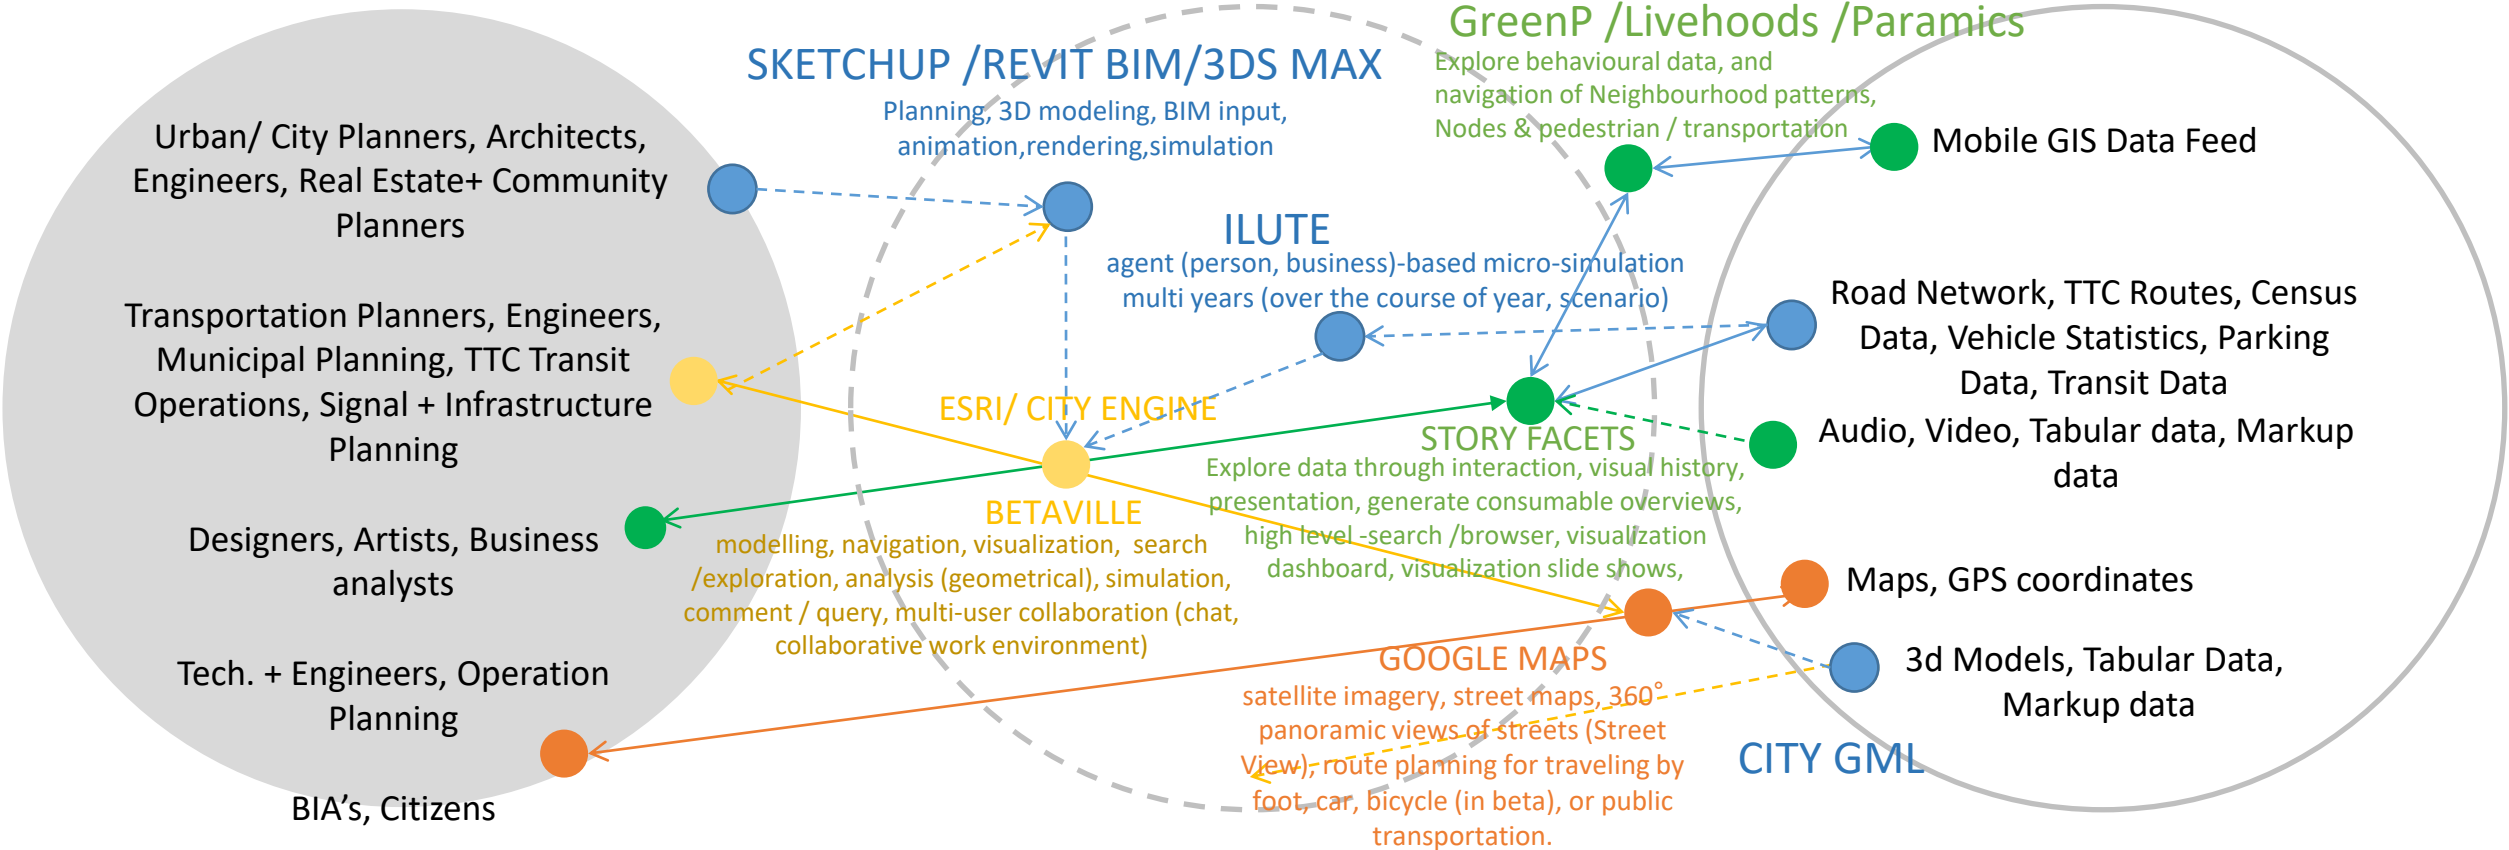 Urban/ City Planners, Architects,
Engineers, Real Estate+ Community
Planners
Transportation Planners, Engineers,
Municipal Planning, TTC Transit
Operations, Signal + Infrastructure
Planning
Designers, Artists, Business
analysts
Tech. + Engineers, Operation
Planning
BIA's, Citizens
SKETCHUP /REVIT BIM/3DS MAX
Planning, 3D modeling, BIM input,
animation,rendering,simulation
GreenP /Livehoods /Paramics
Explore behavioural data, and
navigation of Neighbourhood patterns,
Nodes & pedestrian / transportation
ILUTE
agent (person, business)-based micro-simulation
multi years (over the course of year, scenario)
ESRI/ CITY ENGINE
BETAVILLE
modelling, navigation, visualization,  search
/exploration, analysis (geometrical), simulation,
comment / query, multi-user collaboration (chat,
collaborative work environment)
STORY FACETS
Explore data through interaction, visual history,
presentation, generate consumable overviews,
high level -search /browser, visualization
dashboard, visualization slide shows,
GOOGLE MAPS
satellite imagery, street maps, 360°
panoramic views of streets (Street
View), route planning for traveling by
foot, car, bicycle (in beta), or public
transportation.
Mobile GIS Data Feed
Road Network, TTC Routes, Census
Data, Vehicle Statistics, Parking
Data, Transit Data
Audio, Video, Tabular data, Markup
data
Maps, GPS coordinates
3d Models, Tabular Data,
Markup data
CITY GML